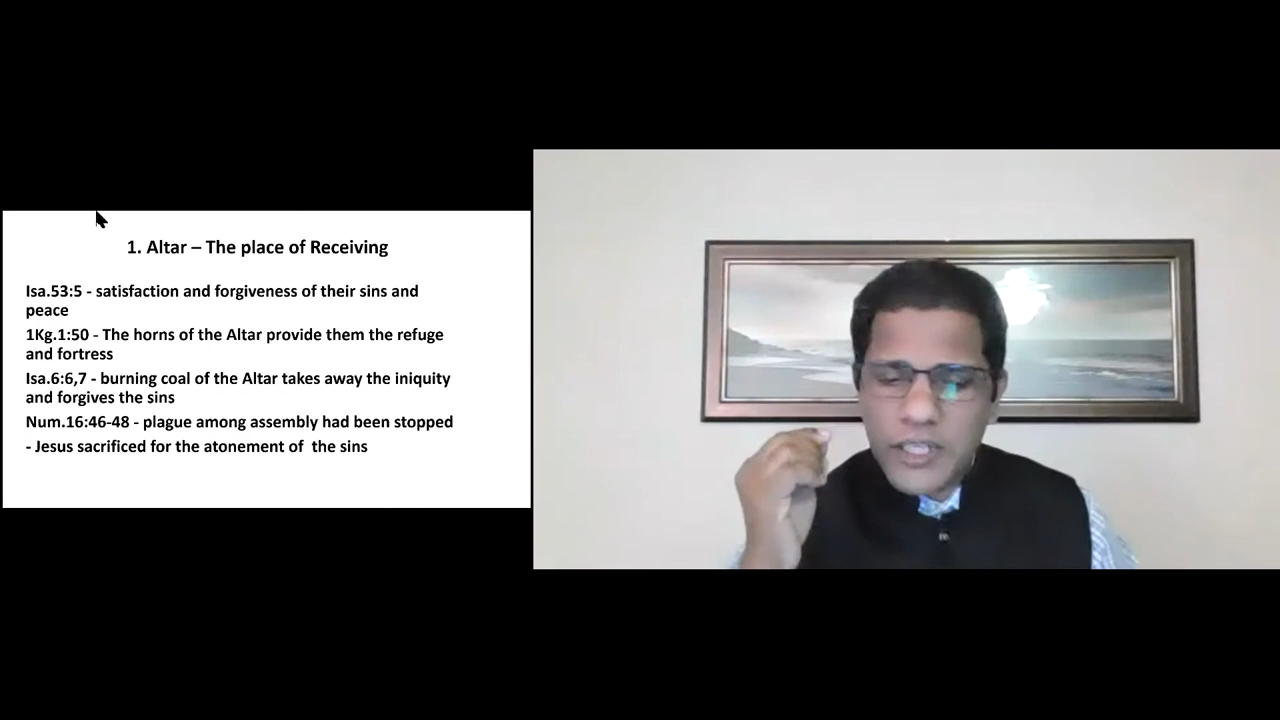 1. Altar – The place of Receiving
Isa.53:5 - satisfaction and forgiveness of their sins and
peace
1Kg.1:50 - The horns of the Altar provide them the refuge
and fortress
Isa.6:6,7 - burning coal of the Altar takes away the iniquity
and forgives the sins
Num.16:46-48 - plague among assembly had been stopped
- Jesus sacrificed for the atonement of  the sins